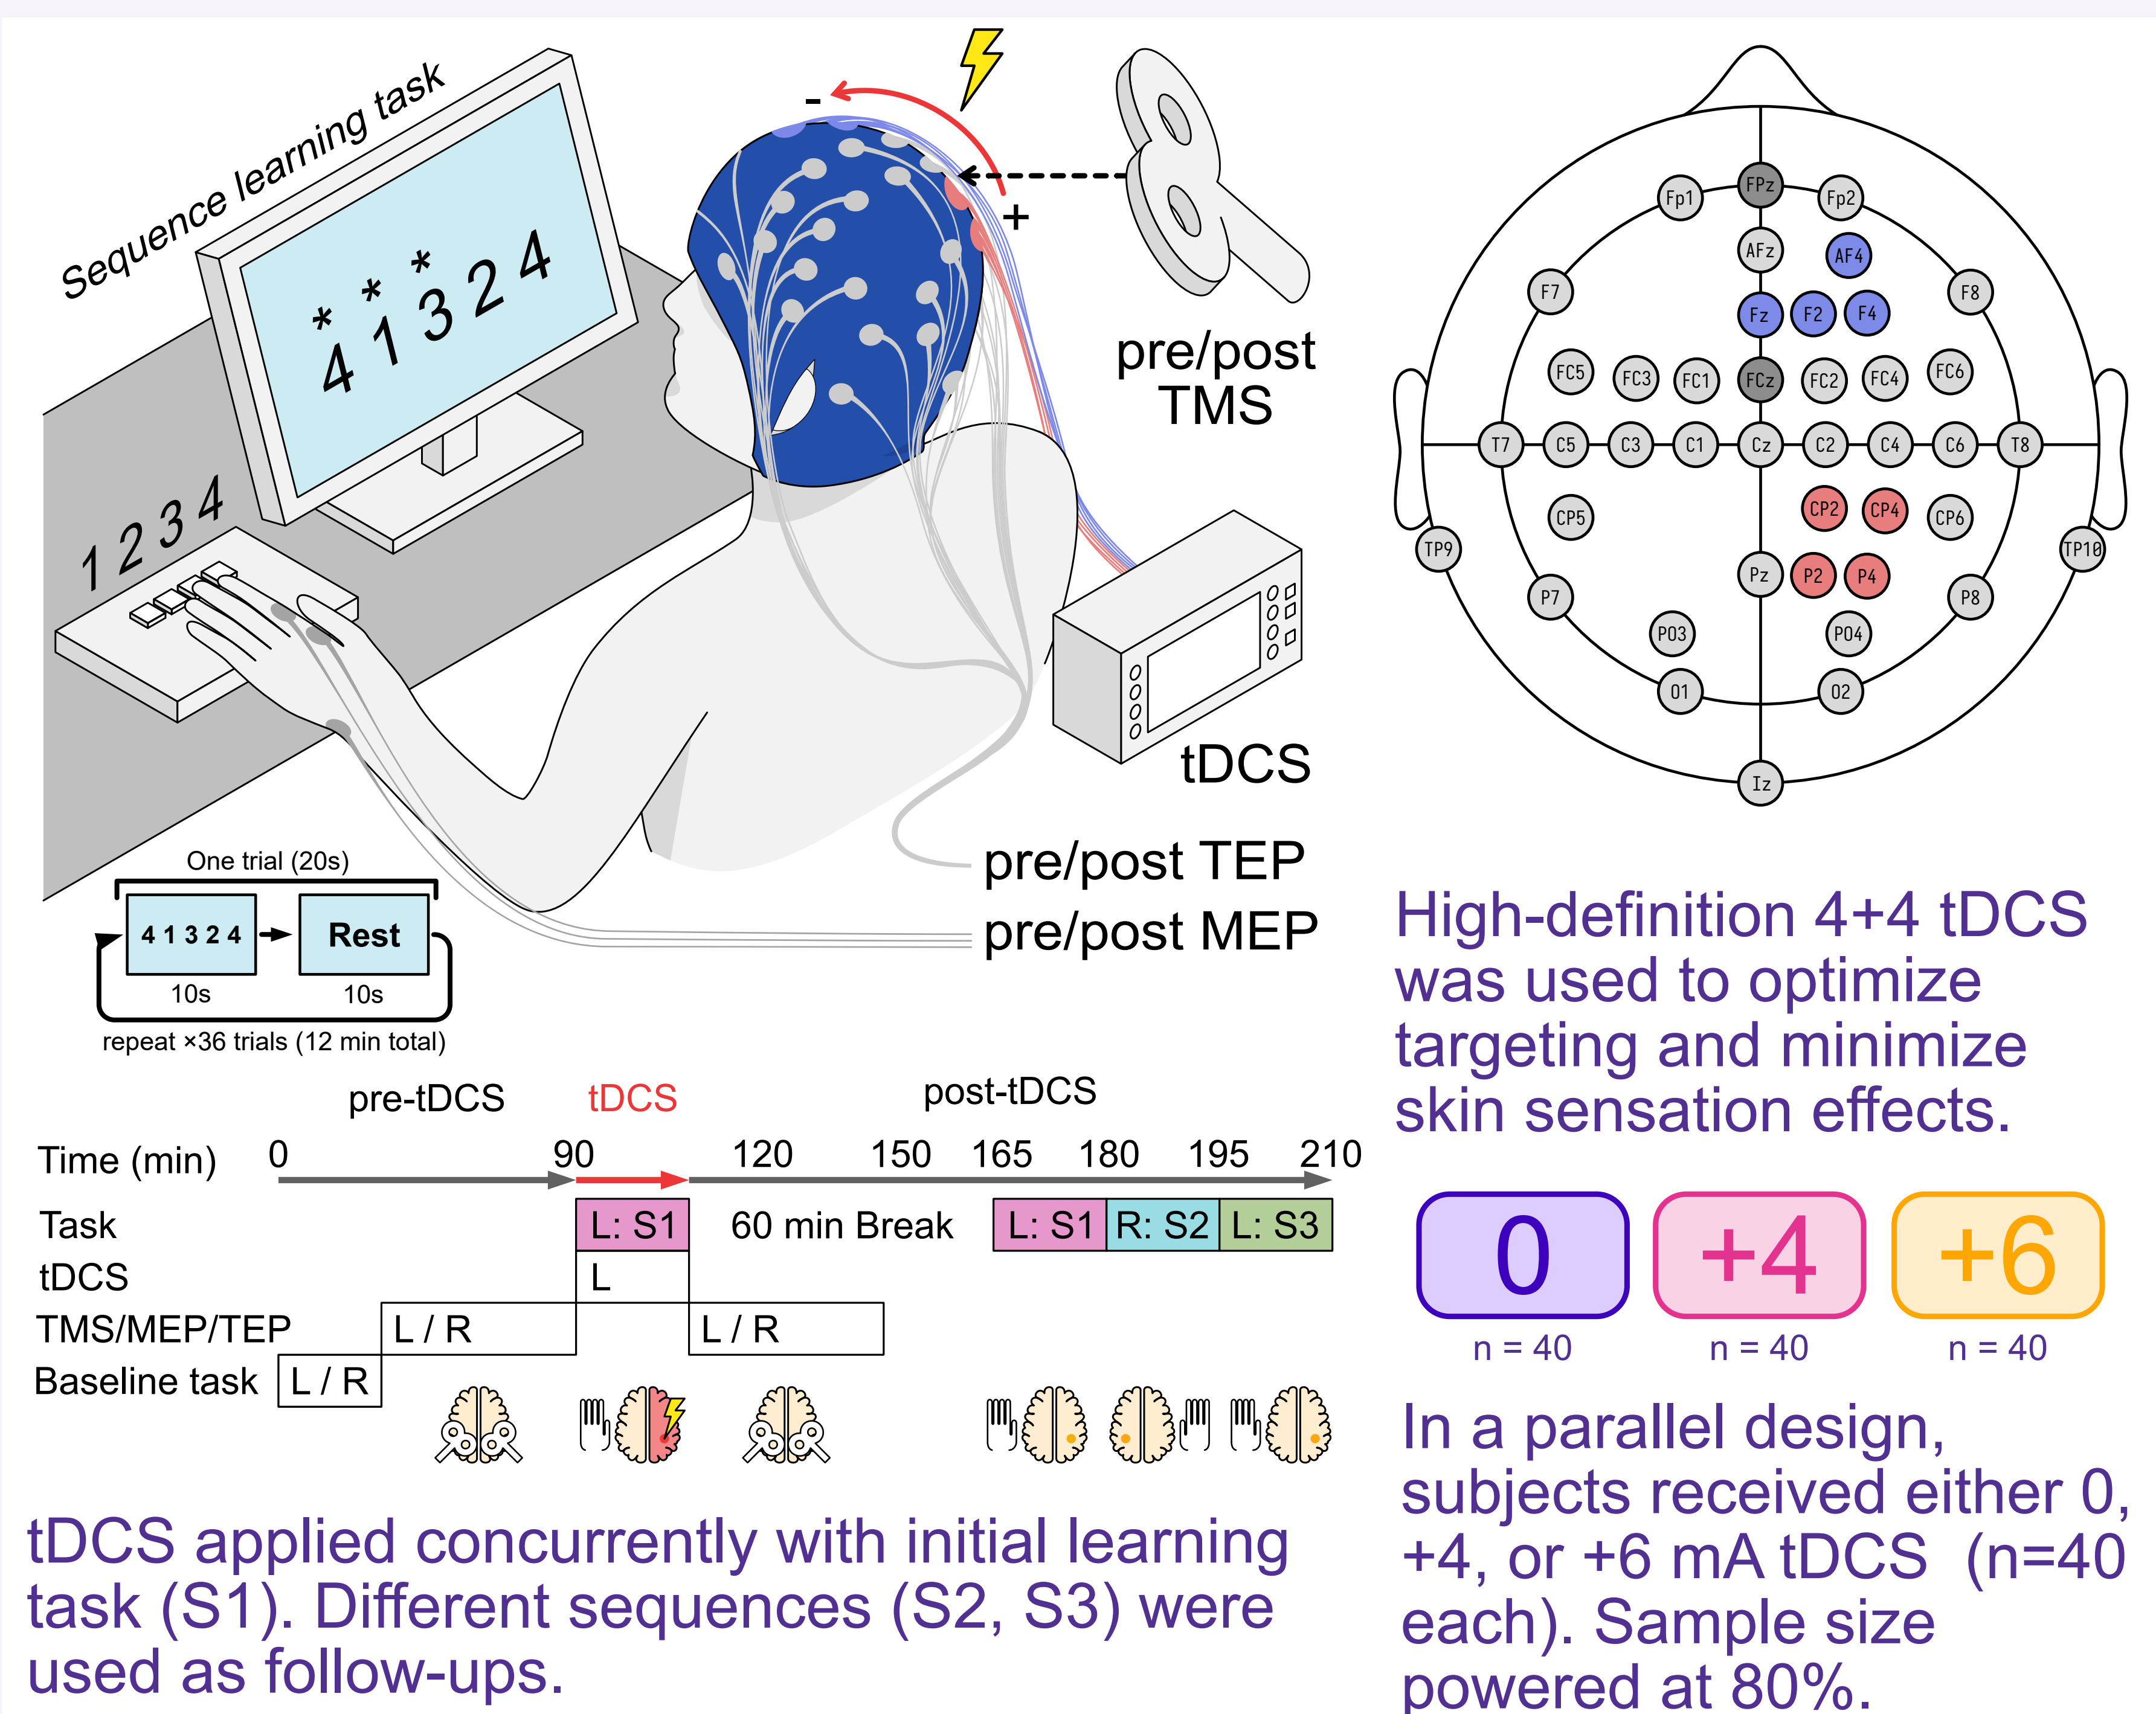 Sequence learning task
* * *
4 1 3 2 4
1 2 3 4
-
+
pre/post
TMS
tDCS
pre/post TEP
pre/post MEP
One trial (20s)
4 1 3 2 4
Rest
10s
10s
repeat ×36 trials (12 min total)
pre-tDCS
tDCS
post-tDCS
Time (min)
0
90
120
150
165
180
195
210
Task
L: S1
60 min Break
L: S1
R: S2
L: S3
tDCS
L
TMS/MEP/TEP
L / R
L / R
Baseline task
L / R
tDCS applied concurrently with initial learning
task (S1). Different sequences (S2, S3) were
used as follow-ups.
Fp1
FPz
Fp2
AFz
AF4
F7
Fz
F2
F4
F8
FC5
FC3
FC1
FCz
FC2
FC4
FC6
T7
C5
C3
C1
Cz
C2
C4
C6
T8
CP5
CP2
CP4
CP6
TP9
TP10
P7
Pz
P2
P4
P8
PO3
PO4
O1
O2
Iz
High-definition 4+4 tDCS
was used to optimize
targeting and minimize
skin sensation effects.
0
+4
+6
n = 40
n = 40
n = 40
In a parallel design,
subjects received either 0,
+4, or +6 mA tDCS (n=40
each). Sample size
powered at 80%.